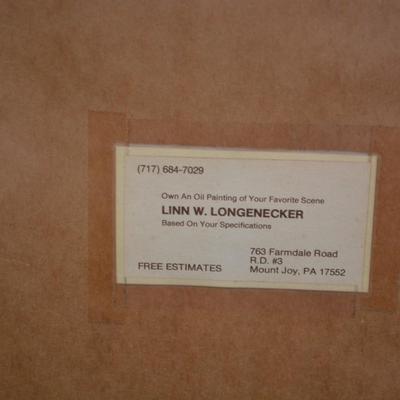 (717) 684-7029
Own An Oil Painting of Your Favorite Scene
LINN W. LONGENECKER
Based On Your Specifications
763 Farmdale Road
R.D. #3
FREE ESTIMATES Mount Joy, PA 17552